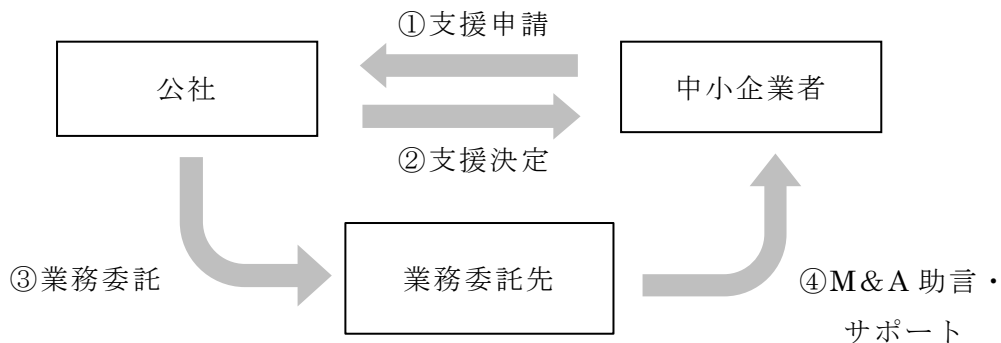 ①支援申請
公社
中小企業者
②支援決定
③業務委託
業務委託先
④M&A 助言・
サポート